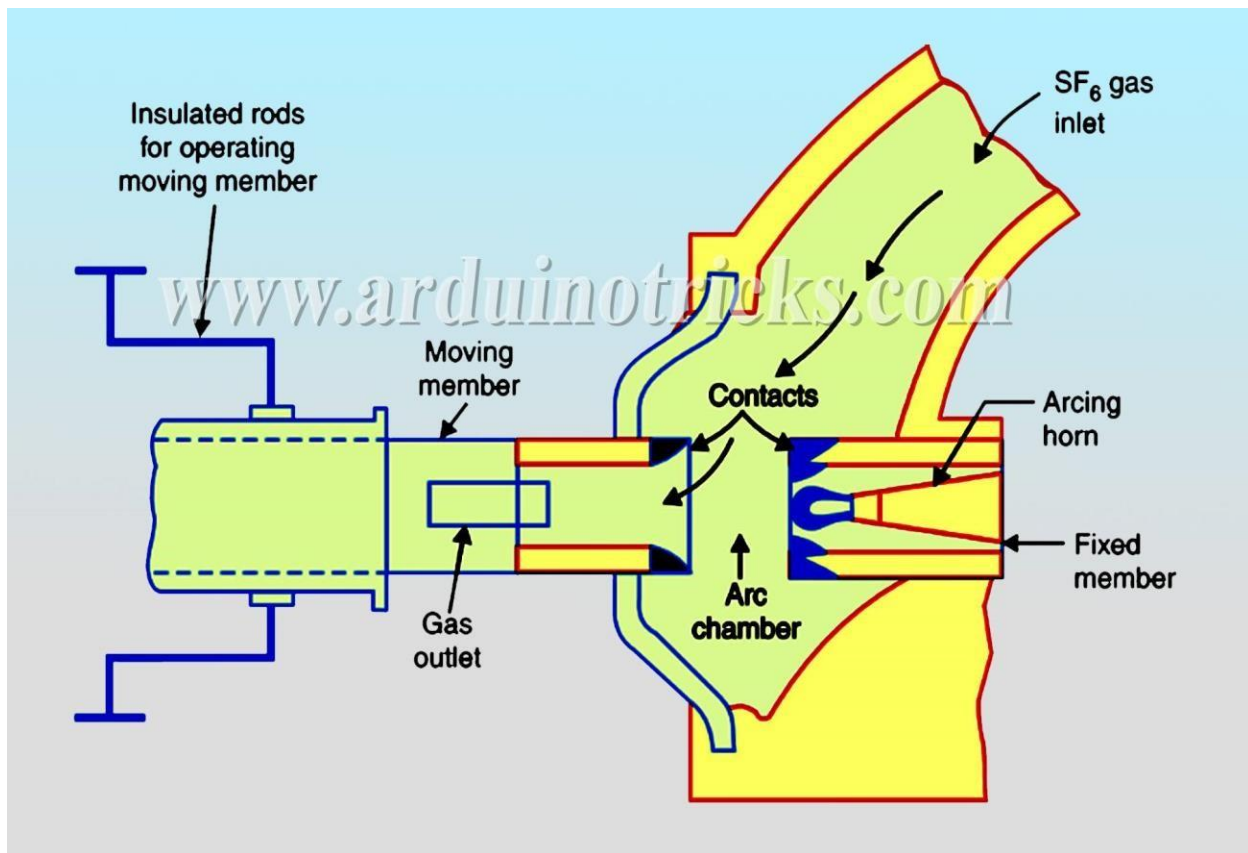 Insulated rods
for operating
moving member
SF6 gas
inlet
www.arduinotricks.com
Moving
member
Contacts
Arcing
horn
Gas
outlet
Arc
chamber
Fixed
member